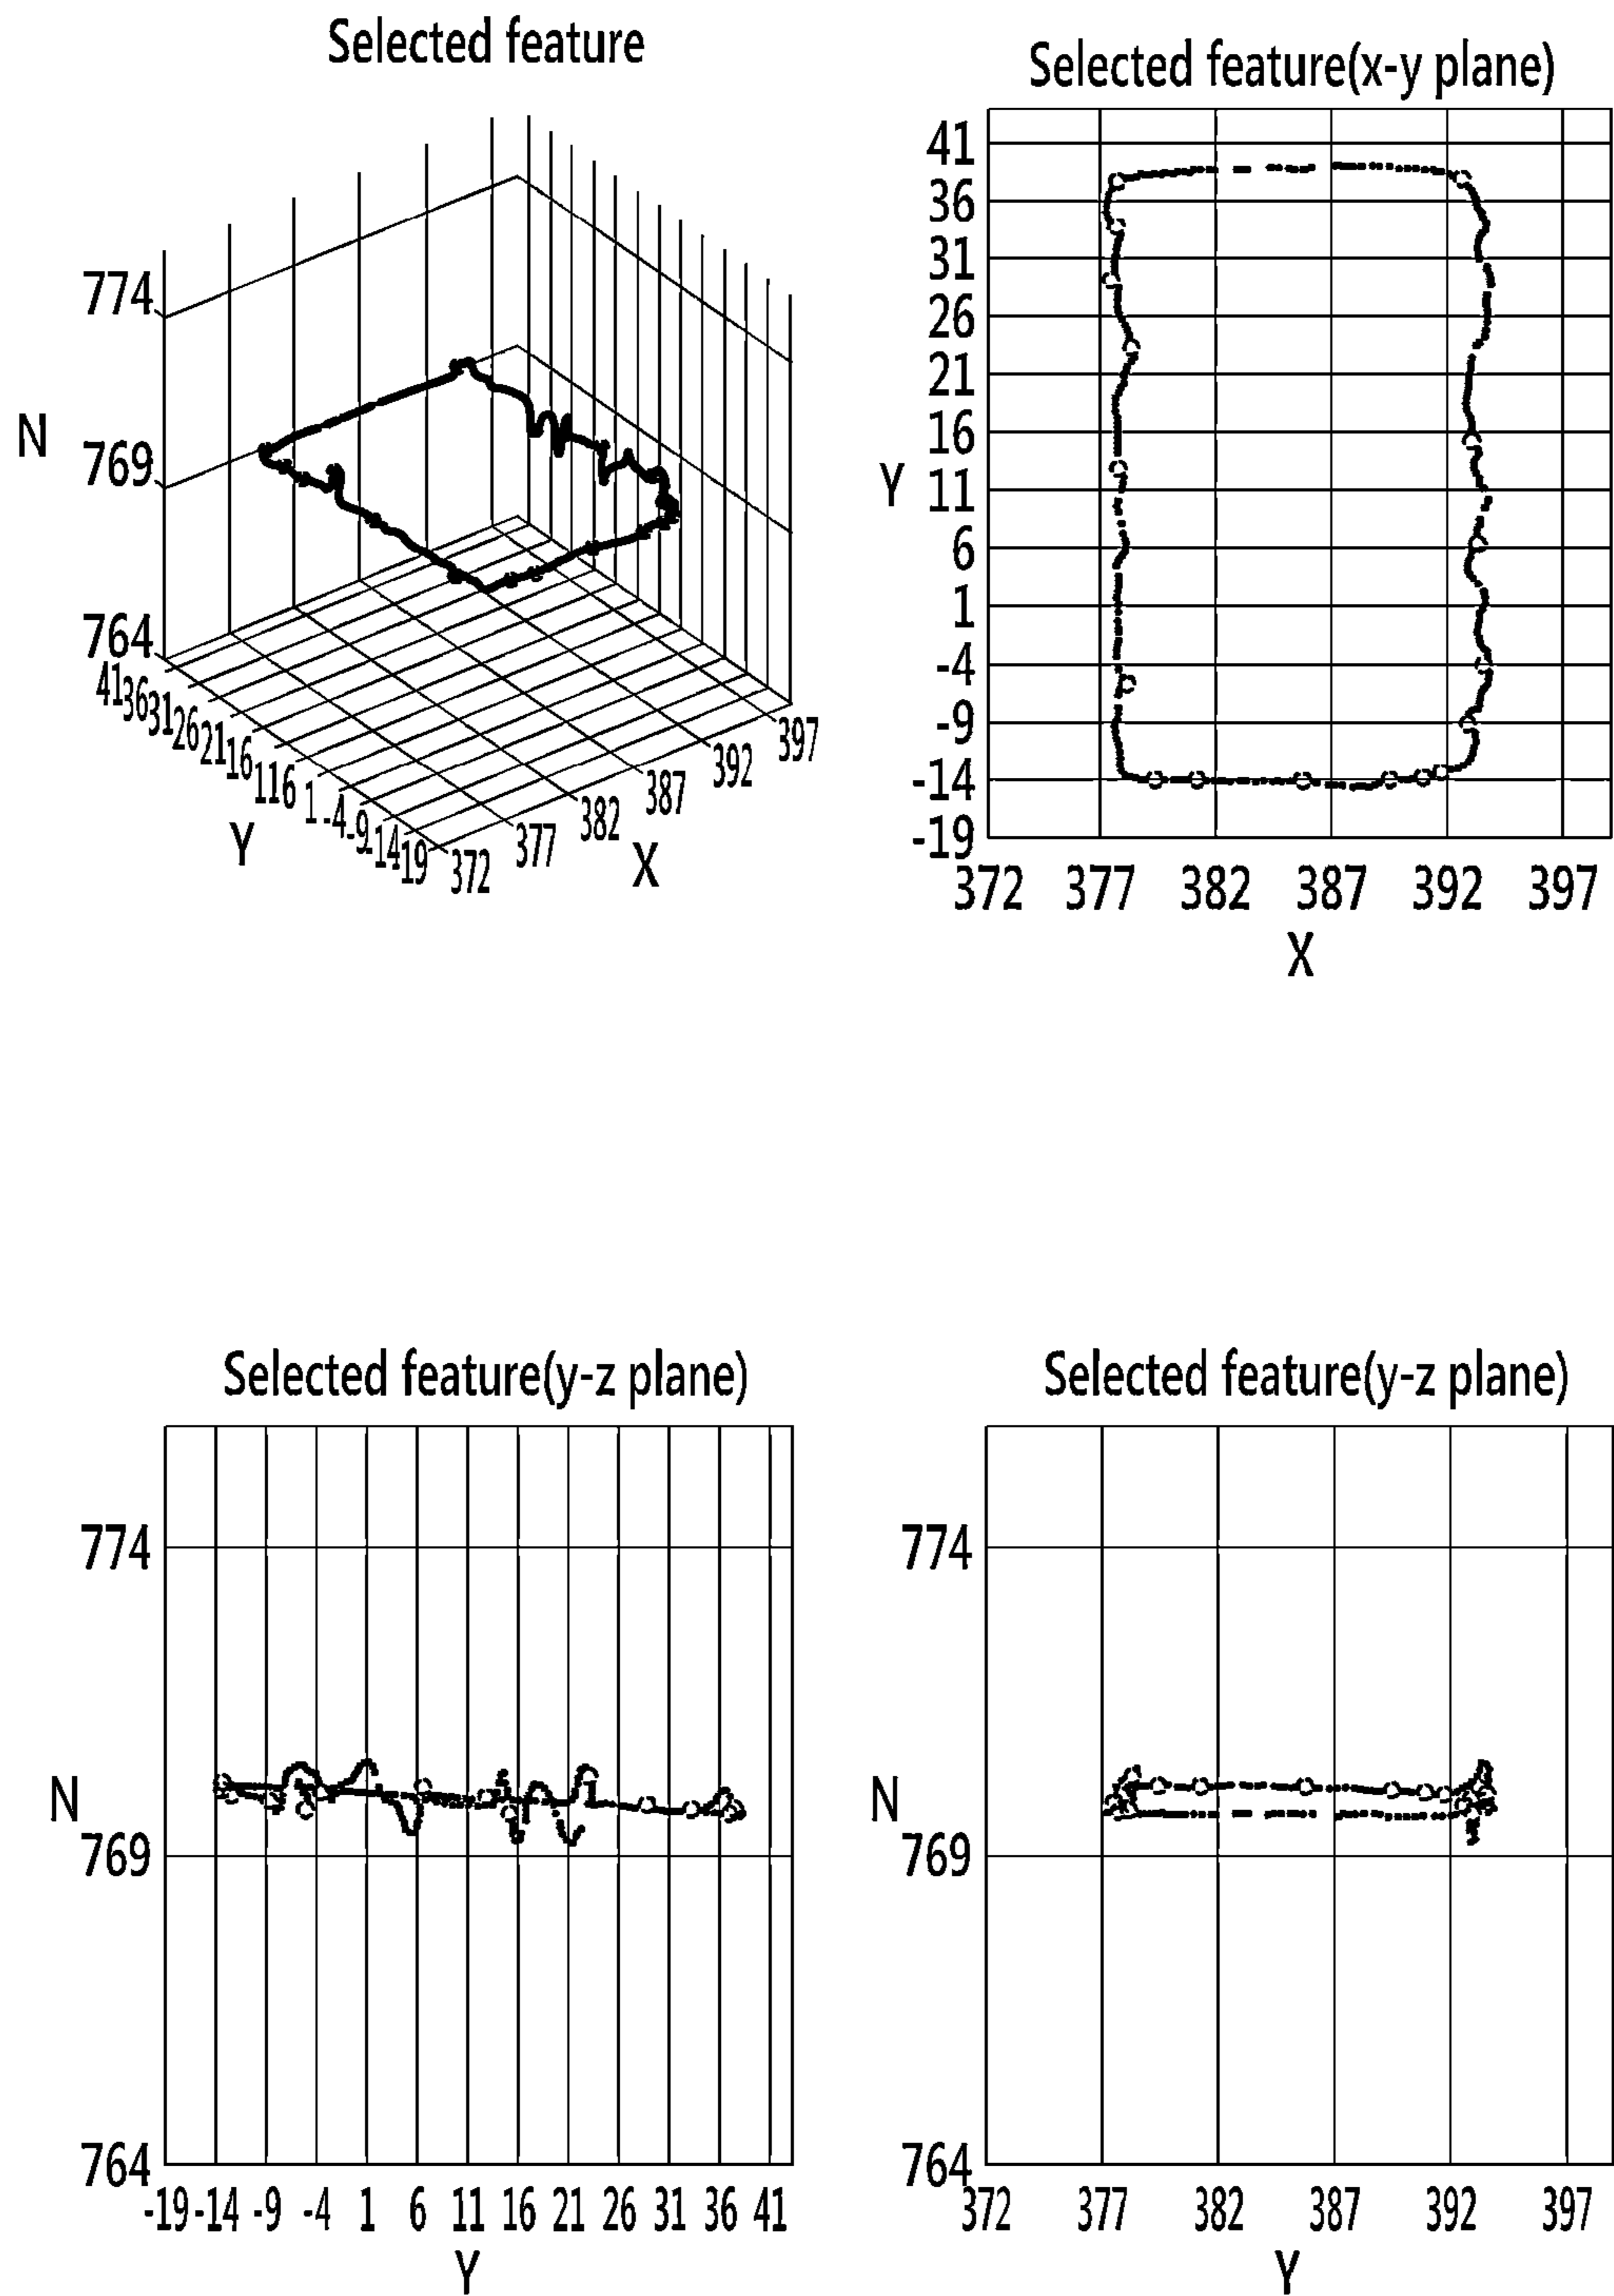 Selected feature
774
N
769
764
41
36
31
26
21
16
116
1
-4
-9
-14
19
Y
372
377
382
387
392
397
X
Selected feature(x-y plane)
41
36
31
26
21
16
Y
11
6
1
-4
-9
-14
-19
372 377 382 387 392 397
X
Selected feature(y-z plane)
774
N
769
764
-19 -14 -9 -4 1 6 11 16 21 26 31 36 41
Y
Selected feature(y-z plane)
774
N
769
764
372 377 382 387 392 397
Y